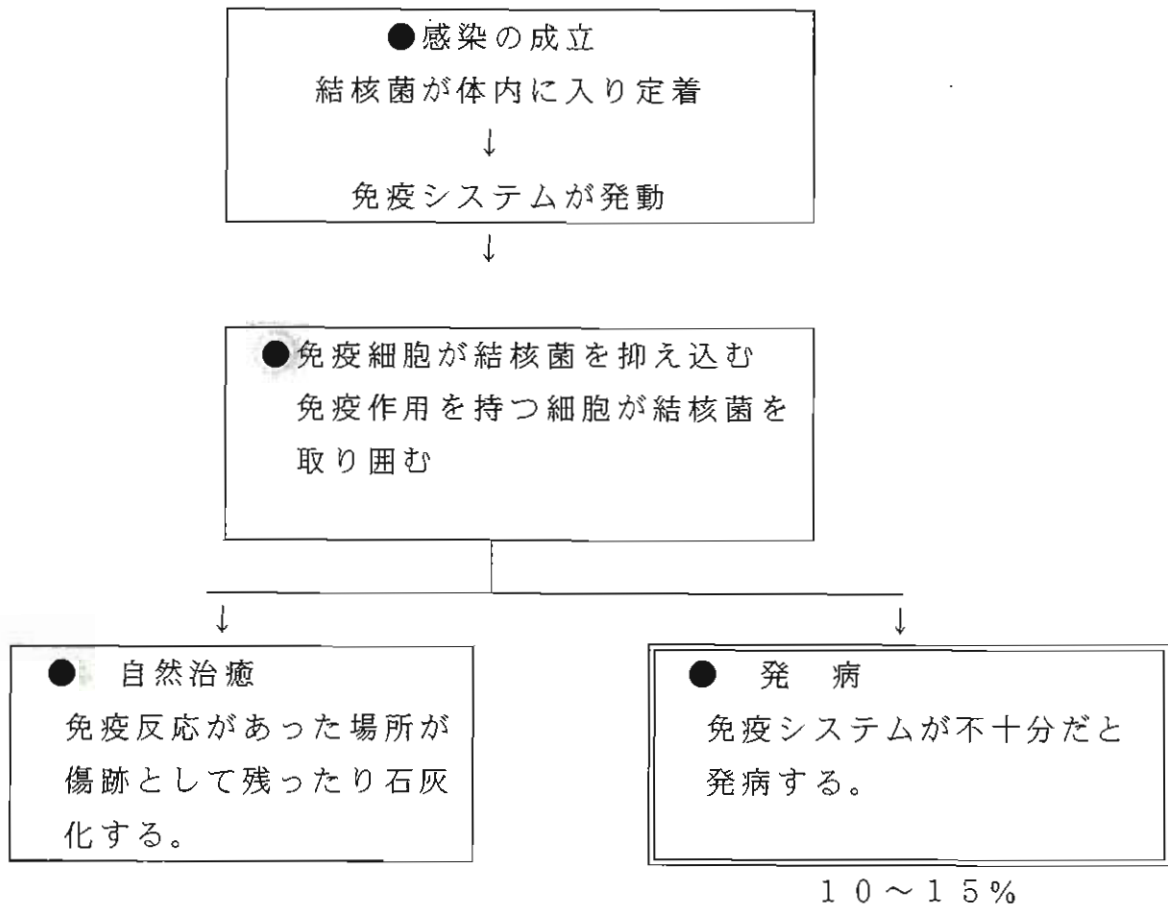 ●感染の成立
結核菌が体内に入り定着
↓
免疫システムが発動
↓
●免疫細胞が結核菌を抑え込む
免疫作用を持つ細胞が結核菌を
取り囲む
↓
↓
● 自然治癒
免疫反応があった場所が
傷跡として残ったり石灰
化する。
● 発 病
免疫システムが不十分だと
発病する。
10～15%